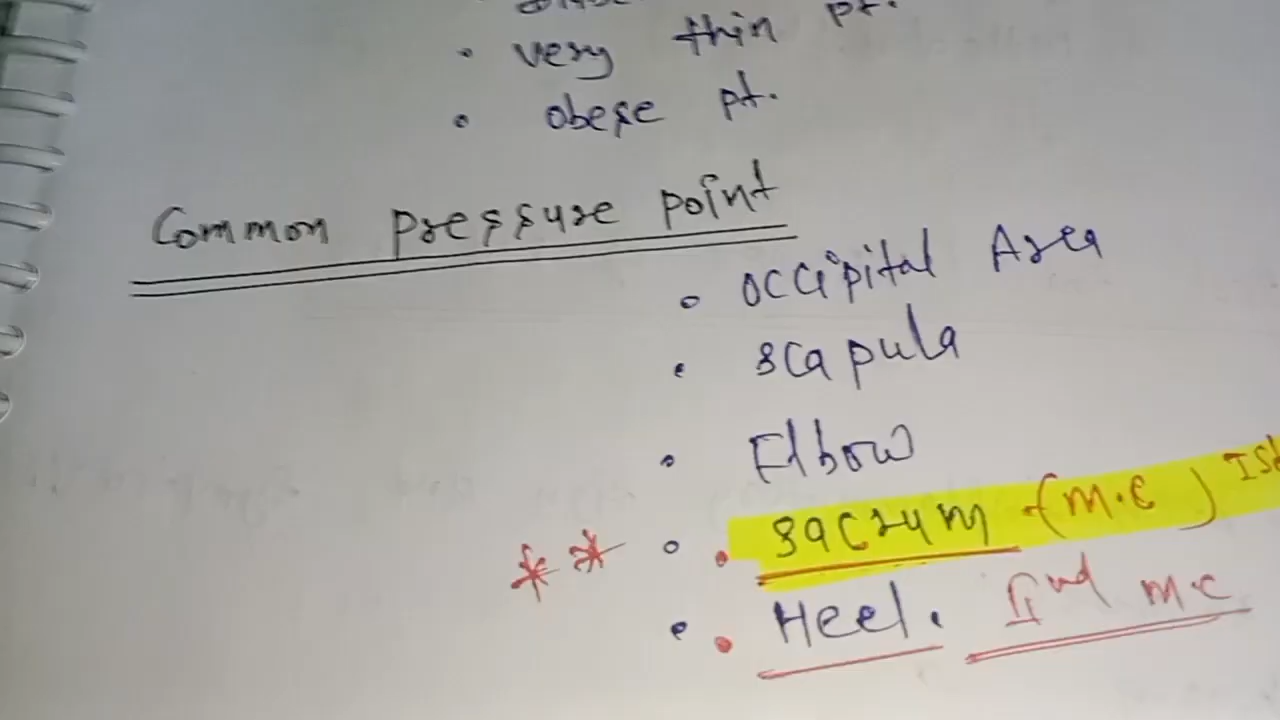 • very thin pt.
• obese pt.
Common pressure point
• occipital Area
• scapula
• Elbow
** • • sacrum (m.c) Ist
• • Heel. IInd m.c